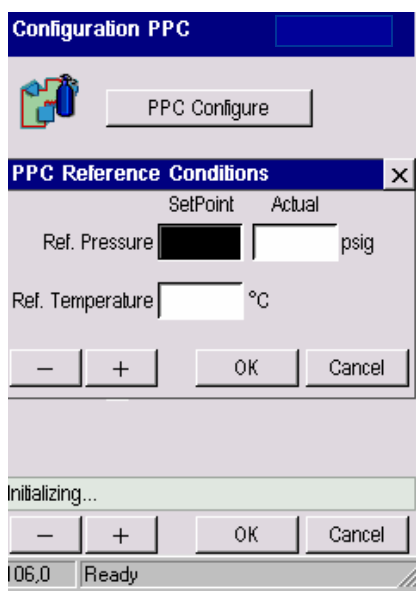 Configuration PPC
PPC Configure
PPC Reference Conditions
SetPoint Actual
Ref. Pressure psig
Ref. Temperature °C
− + OK Cancel
Initializing...
− + OK Cancel
106,0 Ready